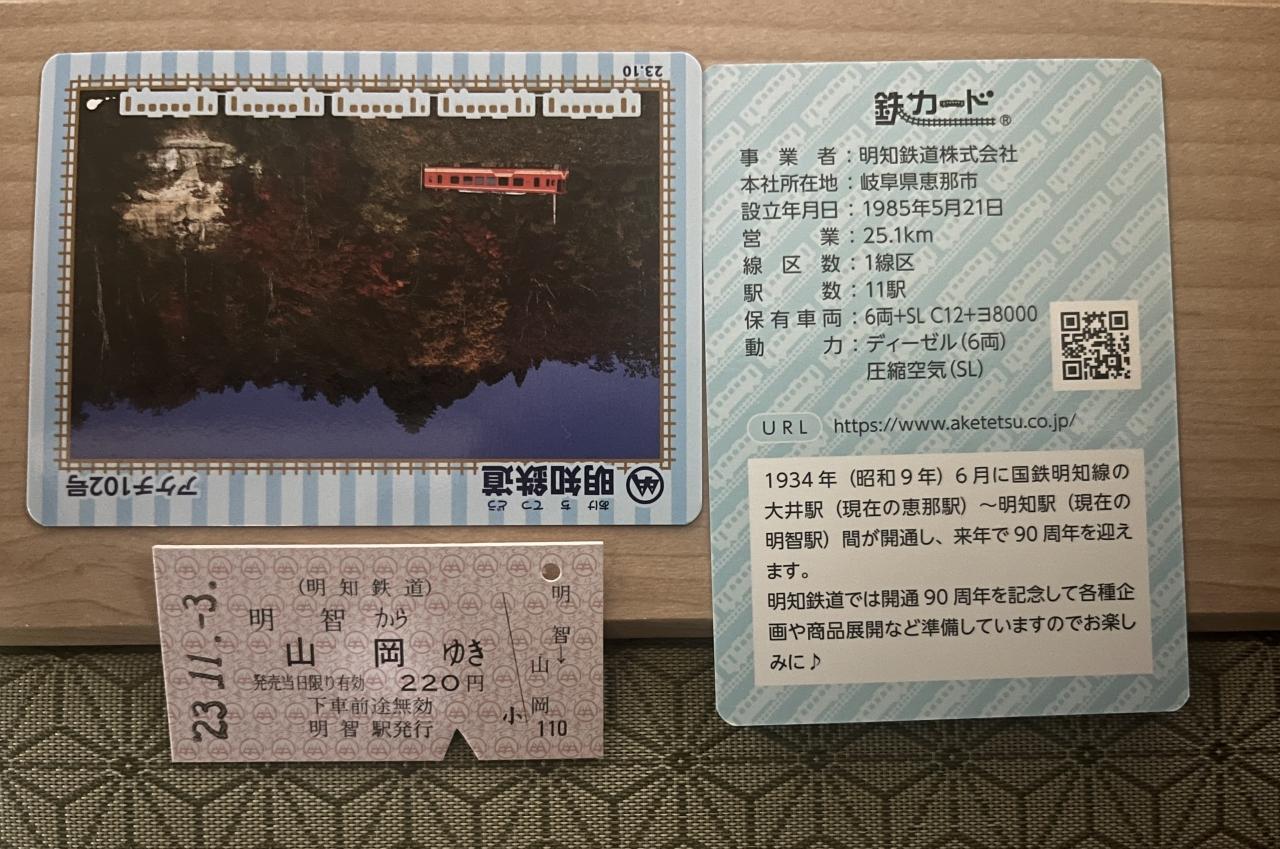 23.10
明知鉄道
あけ ち てつ どう
アケチ102号
鉄カード®
事業者：明知鉄道株式会社
本社所在地：岐阜県恵那市
設立年月日：1985年5月21日
営業：25.1km
線区数：1線区
駅数：11駅
保有車両：6両+SL C12+ヨ8000
動力：ディーゼル（6両）
圧縮空気（SL）
URL https://www.aketetsu.co.jp/
1934年（昭和9年）6月に国鉄明知線の
大井駅（現在の恵那駅）～明知駅（現在の
明智駅）間が開通し、来年で90周年を迎え
ます。
明知鉄道では開通90周年を記念して各種企
画や商品展開など準備していますのでお楽し
みに♪
'23.11.-3.
（明知鉄道）
明智から
山岡ゆき
発売当日限り有効 220円
下車前途無効
明智駅発行
明智→山岡
小 110